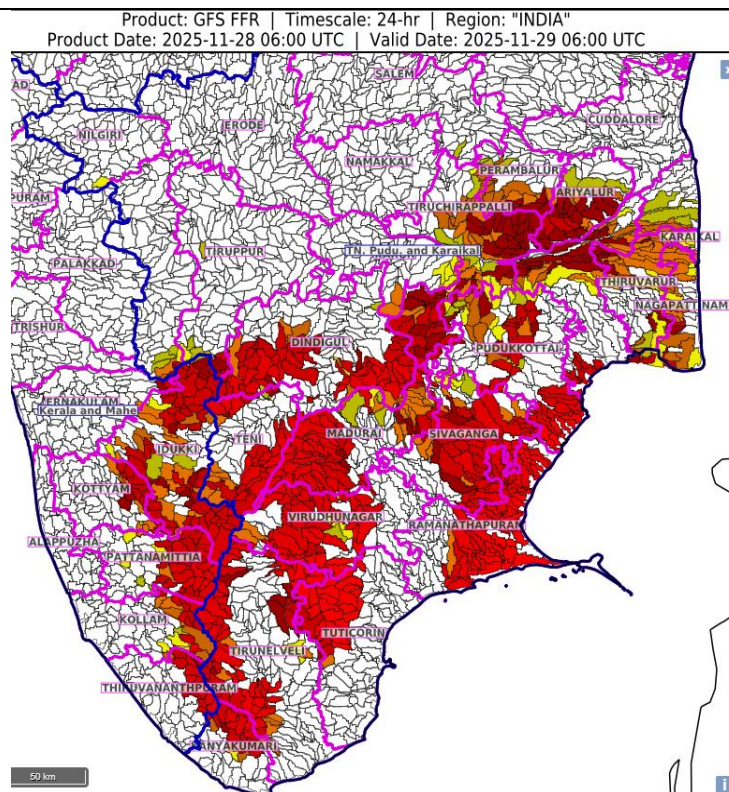 Product: GFS FFR | Timescale: 24-hr | Region: "INDIA"
Product Date: 2025-11-28 06:00 UTC | Valid Date: 2025-11-29 06:00 UTC
AD
SALEM
CUDDALORE
ERODE
NILGIRI
NAMAKKAL
PERAMBALUR
ARIYALUR
PURAM
TIRUCHIRAPPALLI
KARAIKAL
TIRUPPUR
TN. Pudu. and Karaikal
PALAKKAD
THIRUVARUR
NAGAPATTINAM
TRISHUR
DINDIGUL
PUDUKKOTTAI
ERNAKULAM
Kerala and Mahe
MADURAI
SIVAGANGA
TENI
IDUKKI
KOTTYAM
VIRUDHUNAGAR
RAMANATHAPURAN
ALAPPUZHA
PATTANAMITTIA
KOLLAM
TUTICORIN
TIRUNELVELI
THIRUVANANTHPURAM
KANYAKUMARI
50 km
i